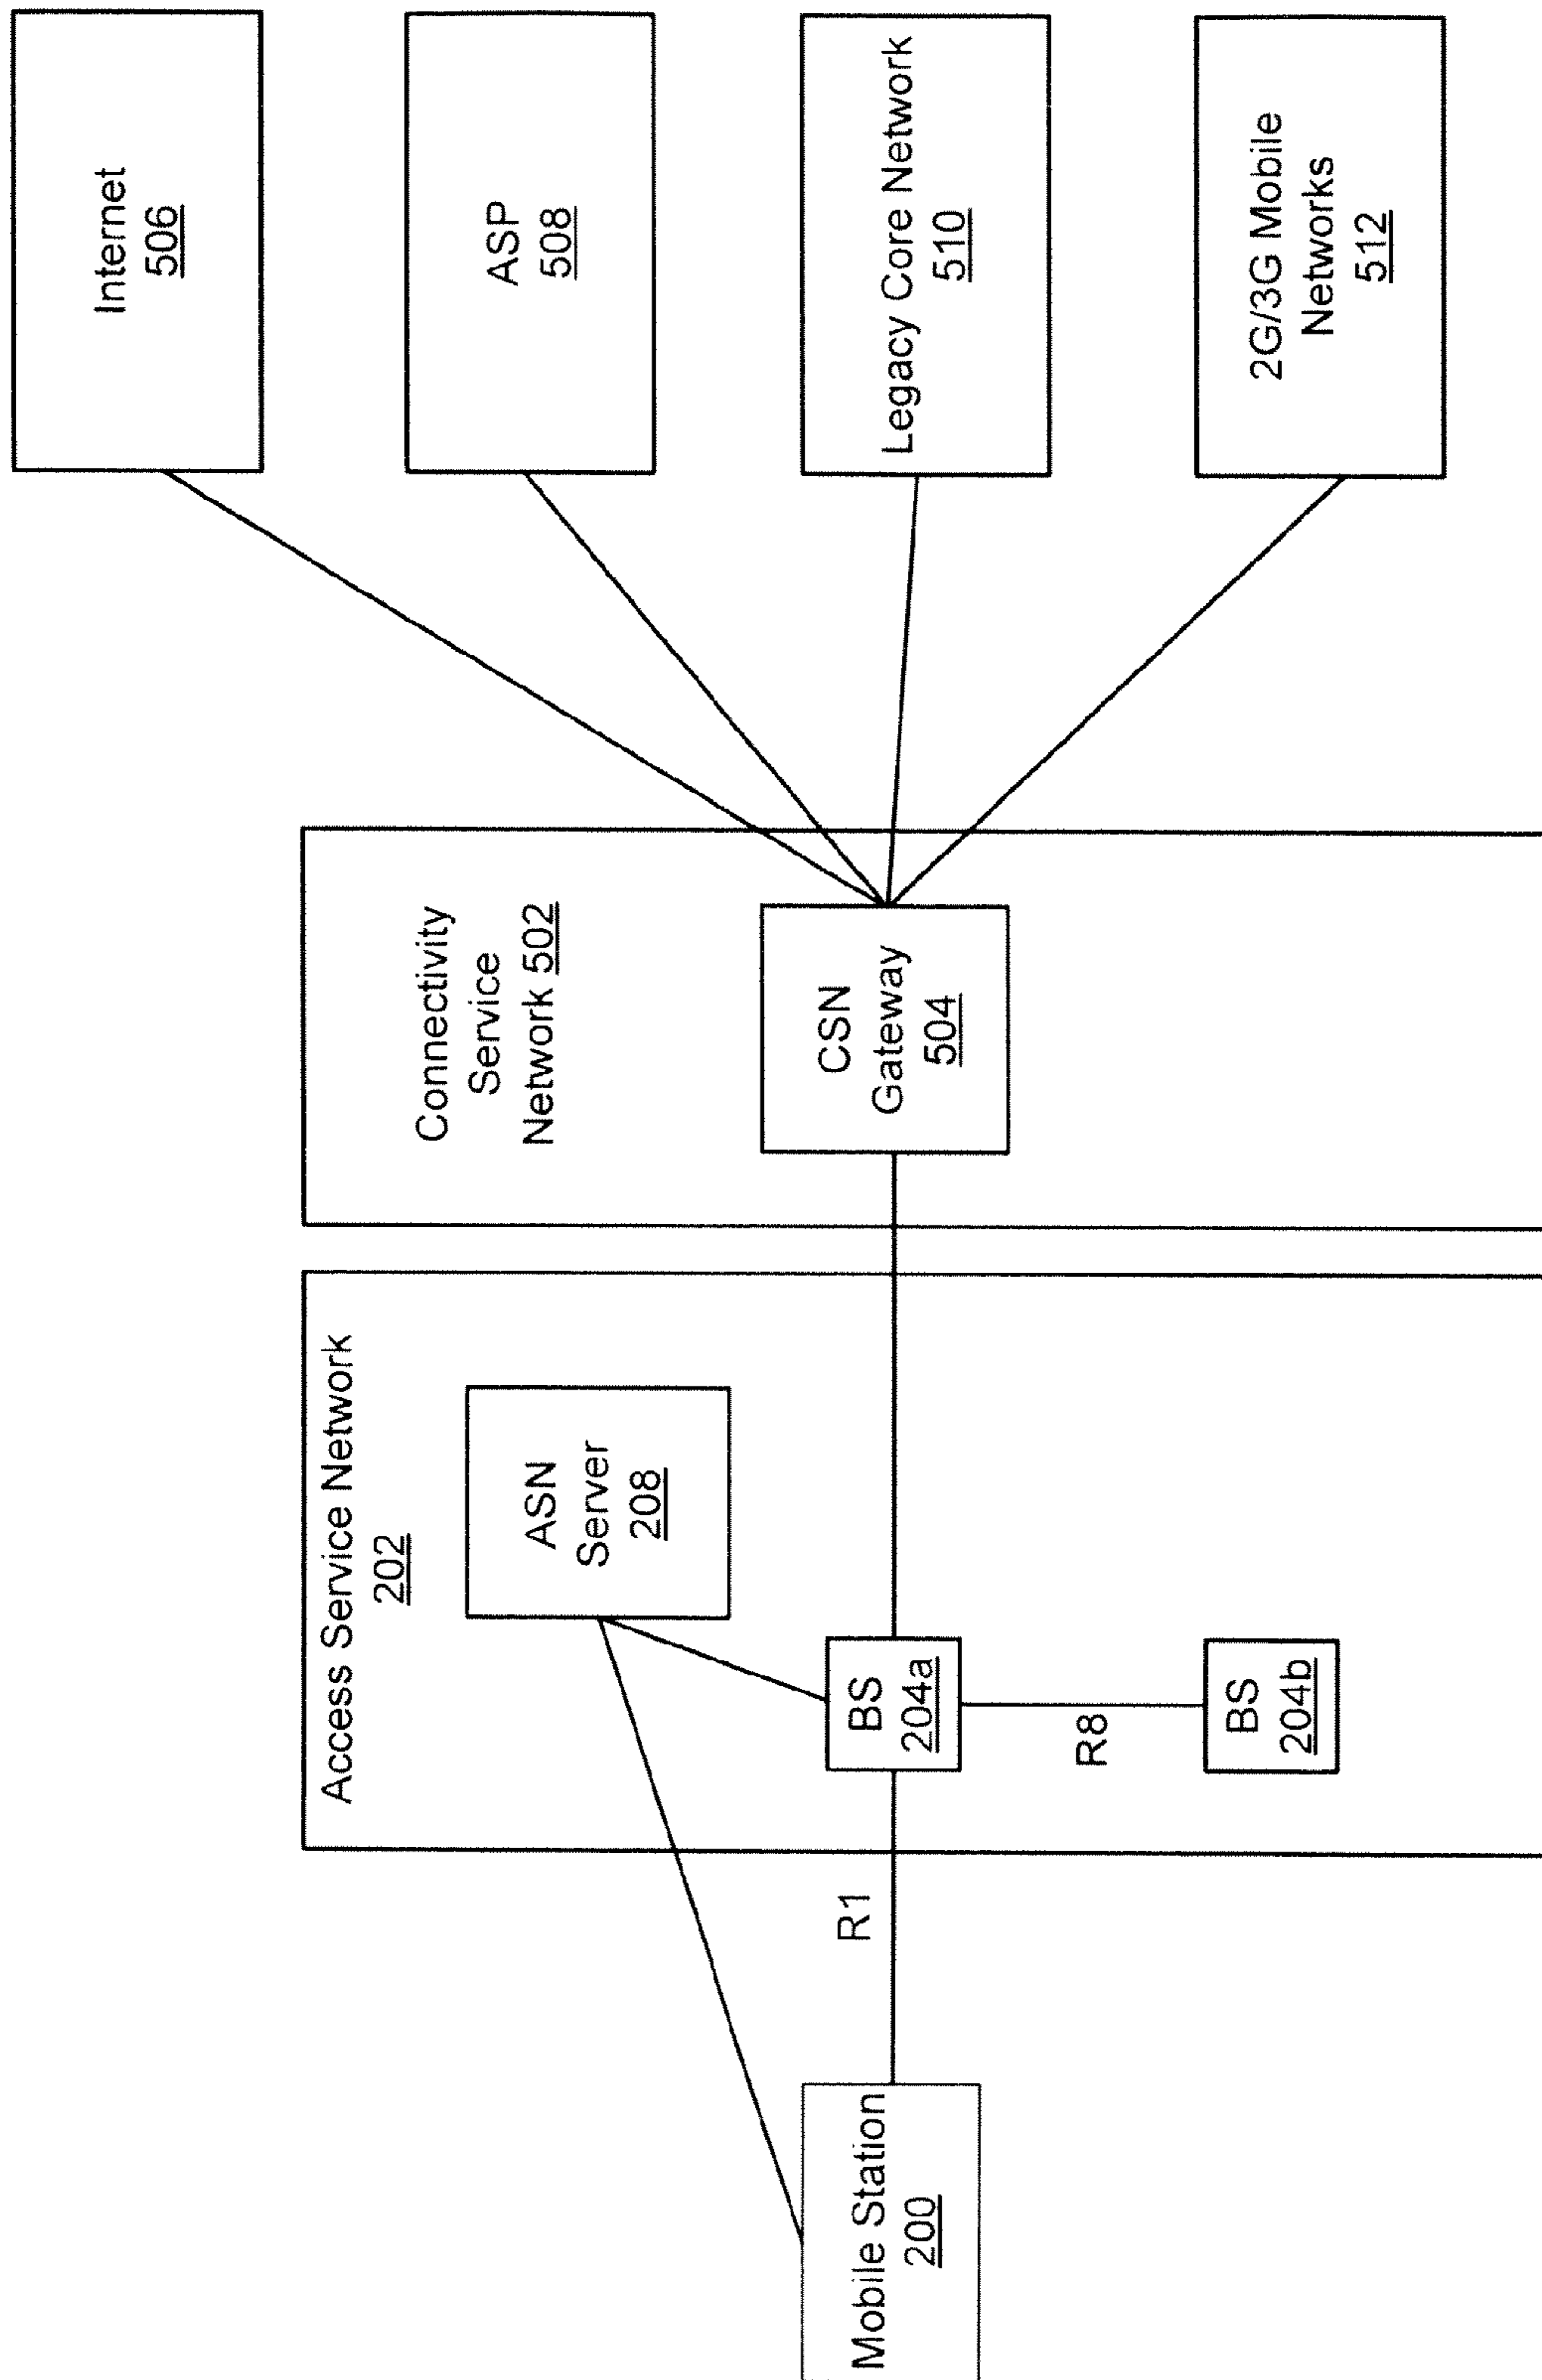 Access Service Network
202
ASN
Server
208
Connectivity
Service
Network 502
CSN
Gateway
504
Mobile Station
200
R1
BS
204a
R8
BS
204b
Internet
506
ASP
508
Legacy Core Network
510
2G/3G Mobile
Networks
512